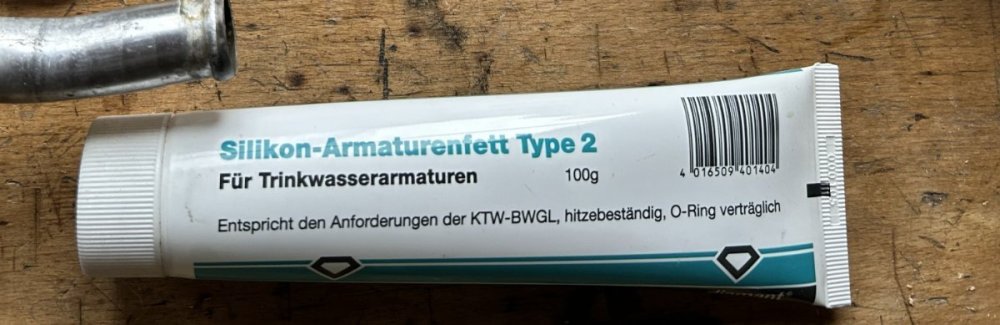 Silikon-Armaturenfett Type 2
Für Trinkwasserarmaturen 100g
4 016509 401404
Entspricht den Anforderungen der KTW-BWGL, hitzebeständig, O-Ring verträglich